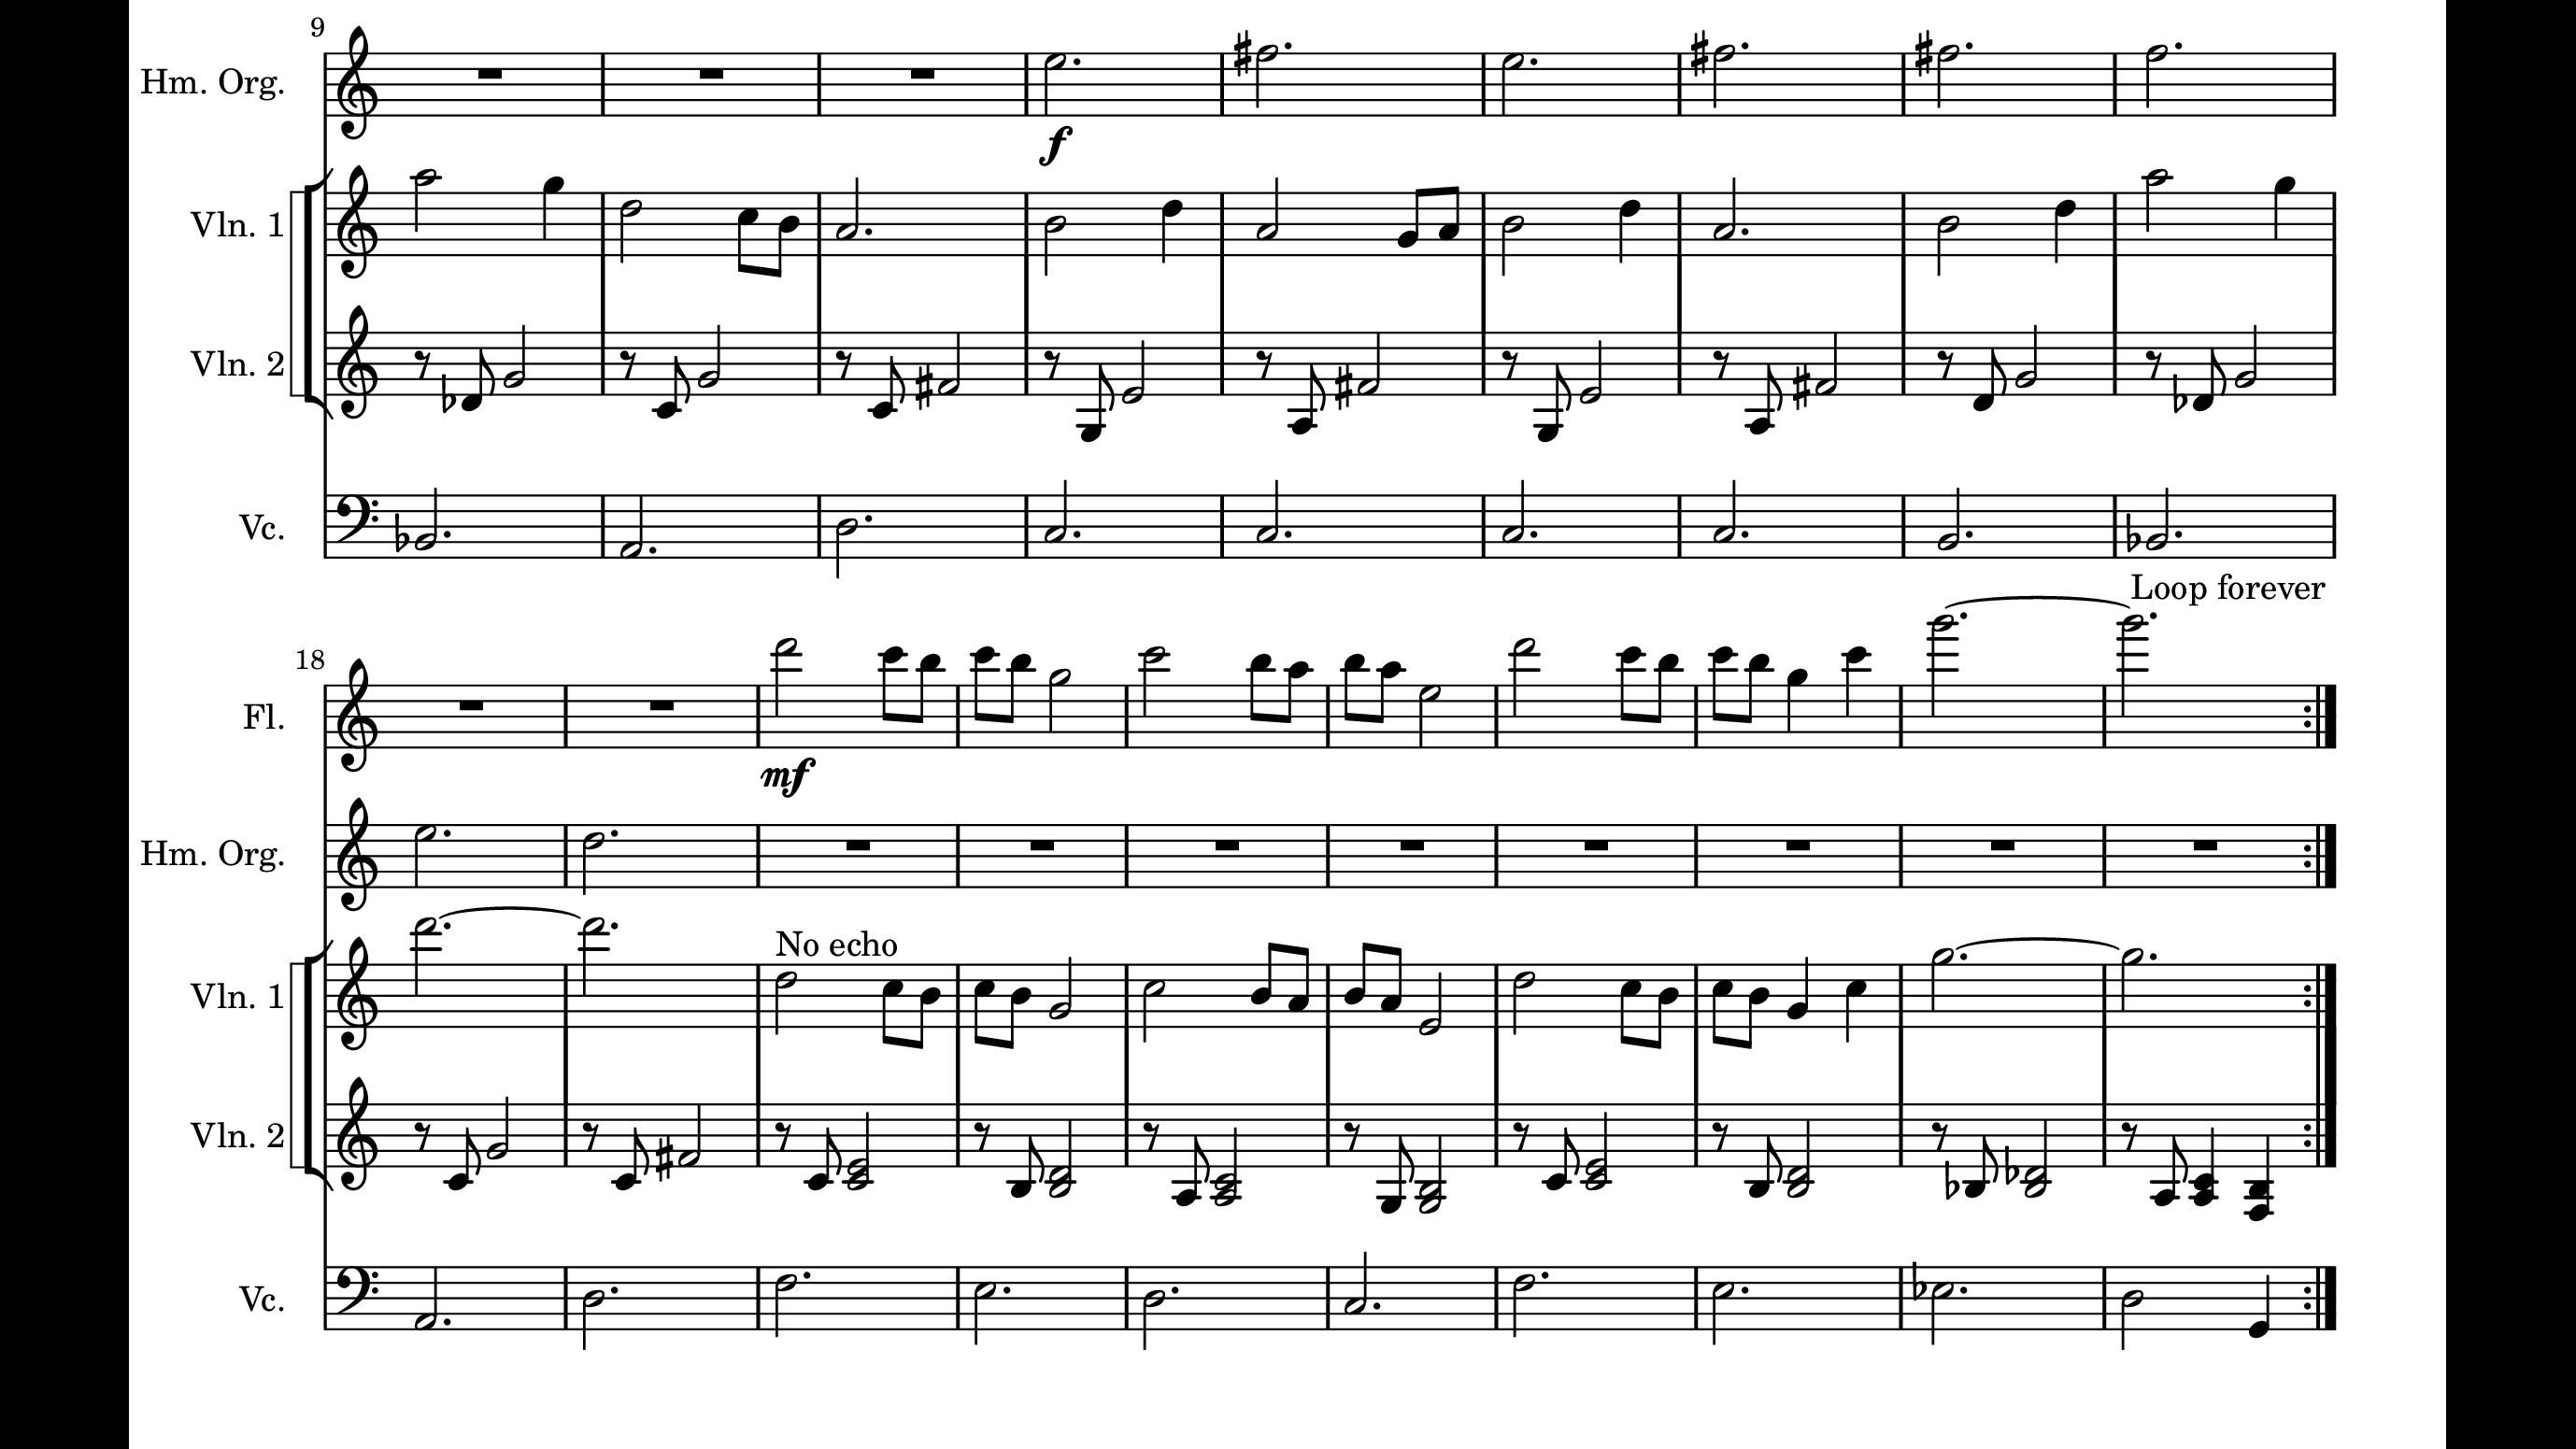 9
Hm. Org.
f
Vln. 1
Vln. 2
Vc.
Loop forever
18
Fl.
mf
Hm. Org.
No echo
Vln. 1
Vln. 2
Vc.